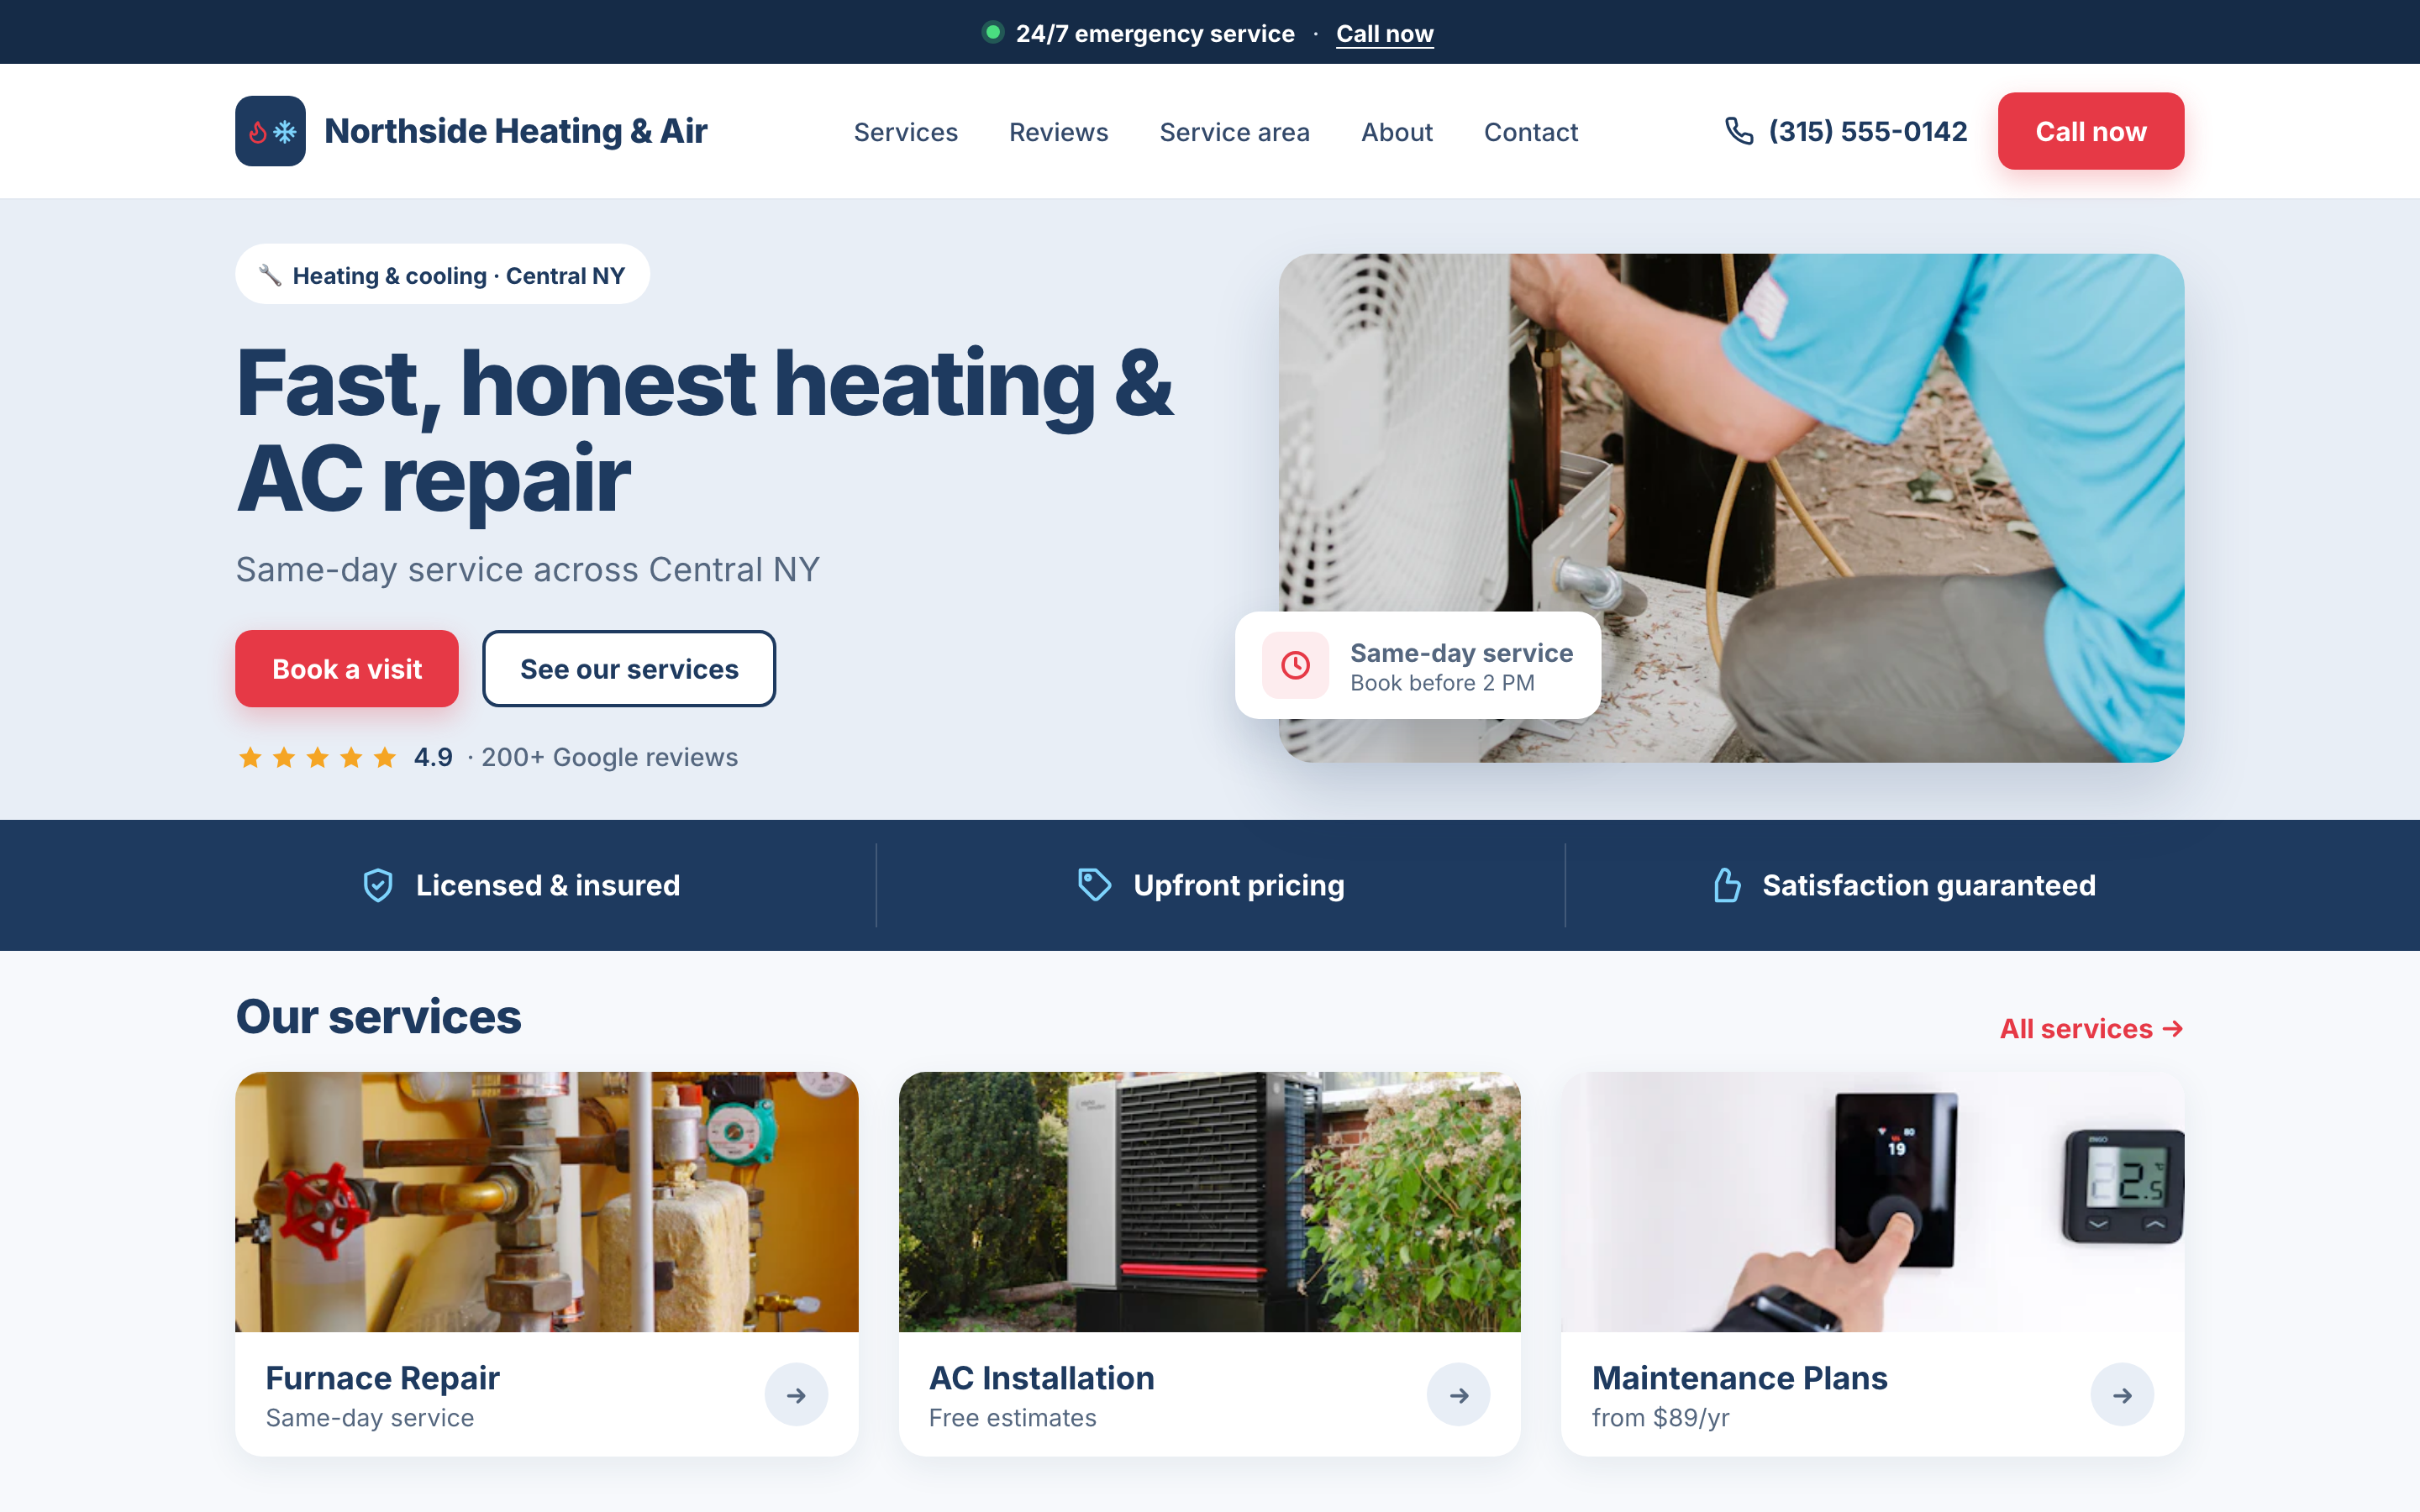 24/7 emergency service · Call now
Northside Heating & Air
Services
Reviews
Service area
About
Contact
(315) 555-0142
Call now
🔧 Heating & cooling · Central NY
Fast, honest heating &
AC repair
Same-day service across Central NY
Book a visit
See our services
4.9 · 200+ Google reviews
Same-day service
Book before 2 PM
Licensed & insured
Upfront pricing
Satisfaction guaranteed
Our services
All services →
19
22.5
Furnace Repair
Same-day service
AC Installation
Free estimates
Maintenance Plans
from $89/yr